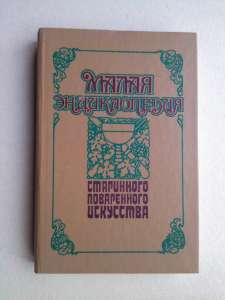 МАЛАЯ
ЭНЦИКЛОПЕДИЯ
СТАРИННОГО
ПОВАРЕННОГО
ИСКУССТВА